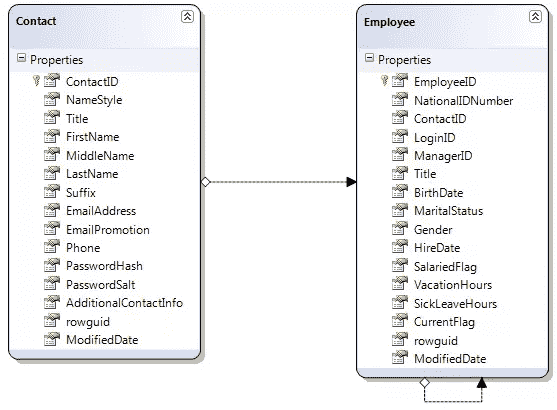 Contact
Properties
ContactID
NameStyle
Title
FirstName
MiddleName
LastName
Suffix
EmailAddress
EmailPromotion
Phone
PasswordHash
PasswordSalt
AdditionalContactInfo
rowguid
ModifiedDate
Employee
Properties
EmployeeID
NationalIDNumber
ContactID
LoginID
ManagerID
Title
BirthDate
MaritalStatus
Gender
HireDate
SalariedFlag
VacationHours
SickLeaveHours
CurrentFlag
rowguid
ModifiedDate